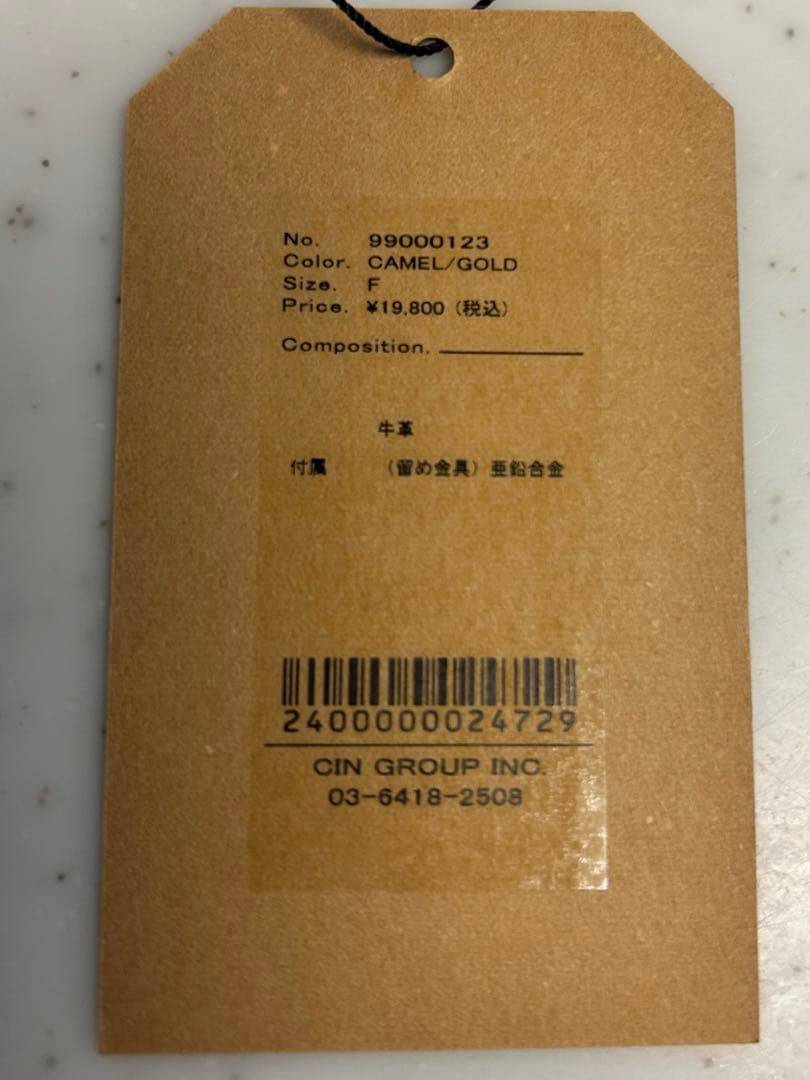 No. 99000123
Color. CAMEL/GOLD
Size. F
Price. ¥19,800 (税込)
Composition.
牛革
付属 (留め金具) 亜鉛合金
2400000024729
CIN GROUP INC.
03-6418-2508